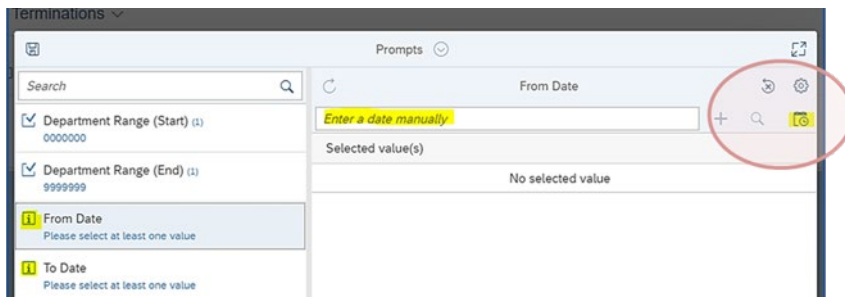 Terminations
Prompts
Search
From Date
Department Range (Start) (1)
0000000
Enter a date manually
Selected value(s)
Department Range (End) (1)
9999999
No selected value
From Date
Please select at least one value
To Date
Please select at least one value